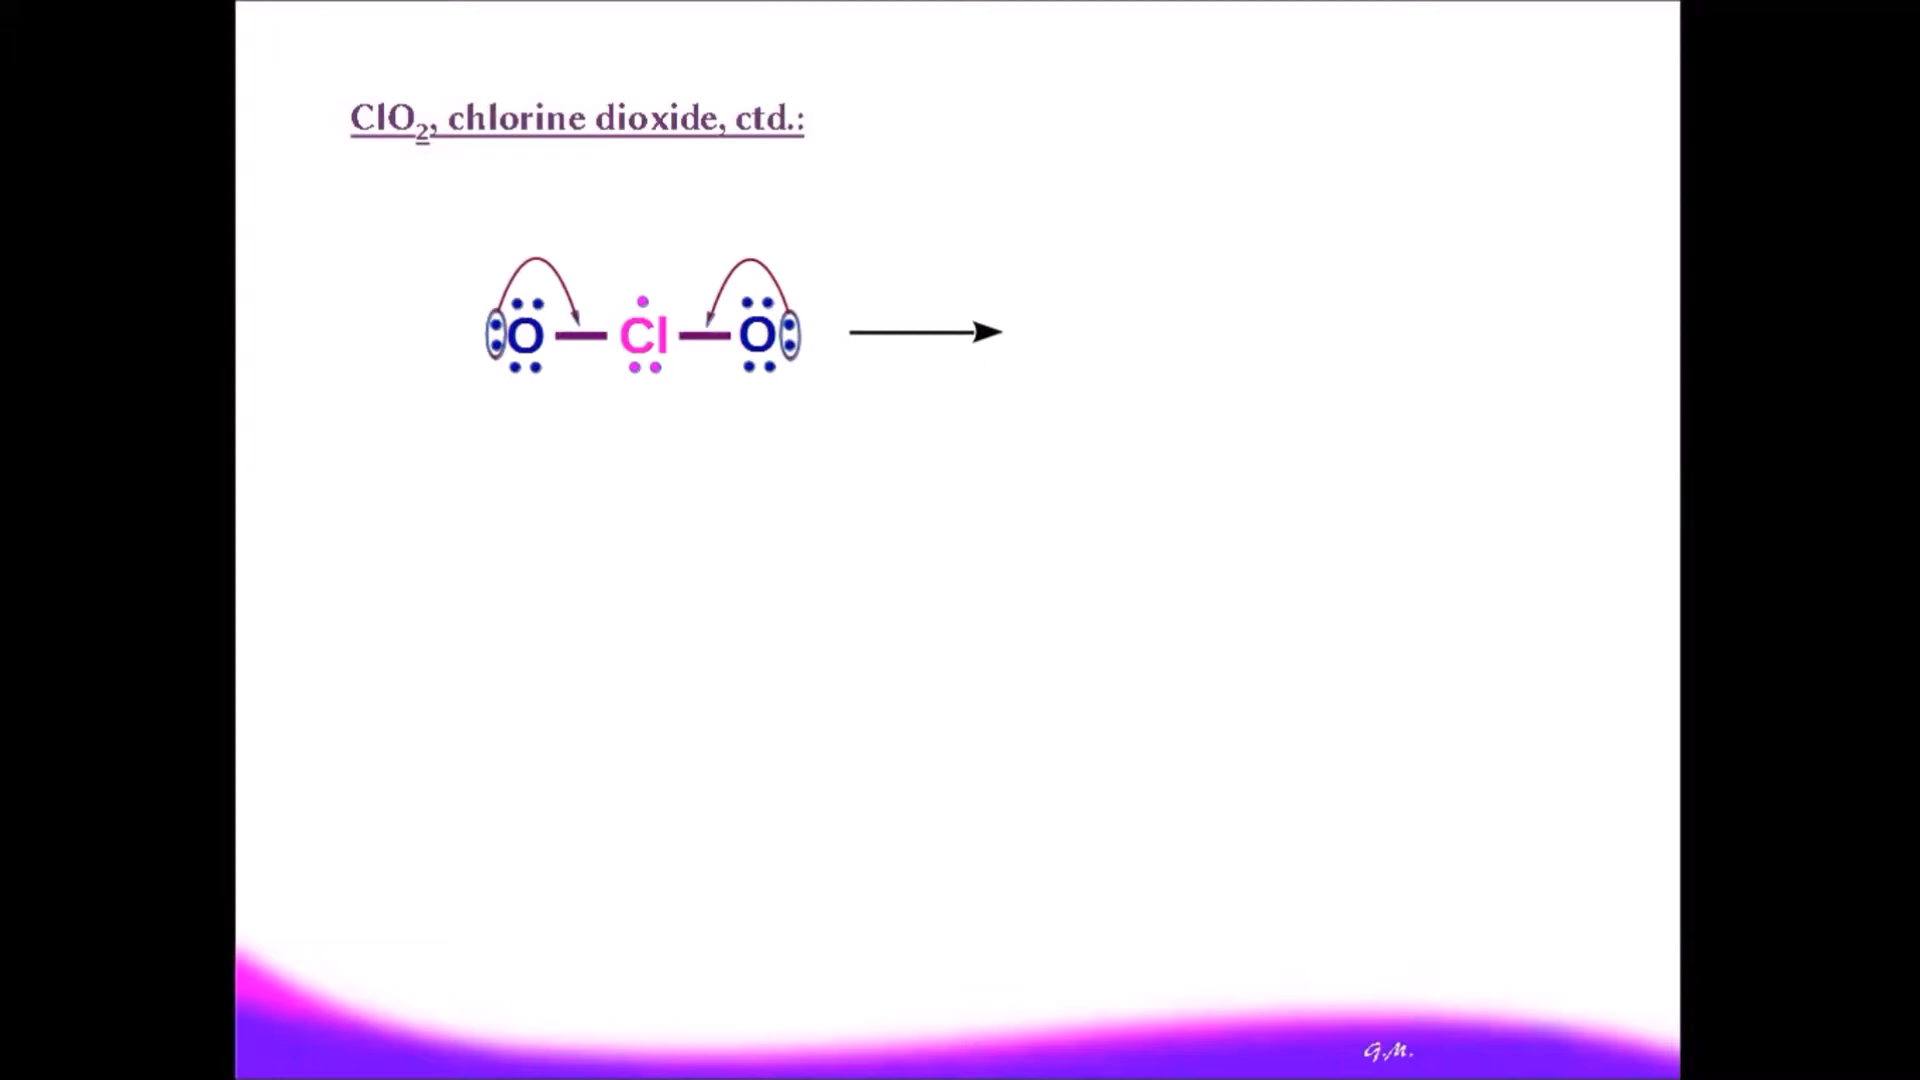 ClO₂, chlorine dioxide, ctd.:
O — Cl — O
G.M.